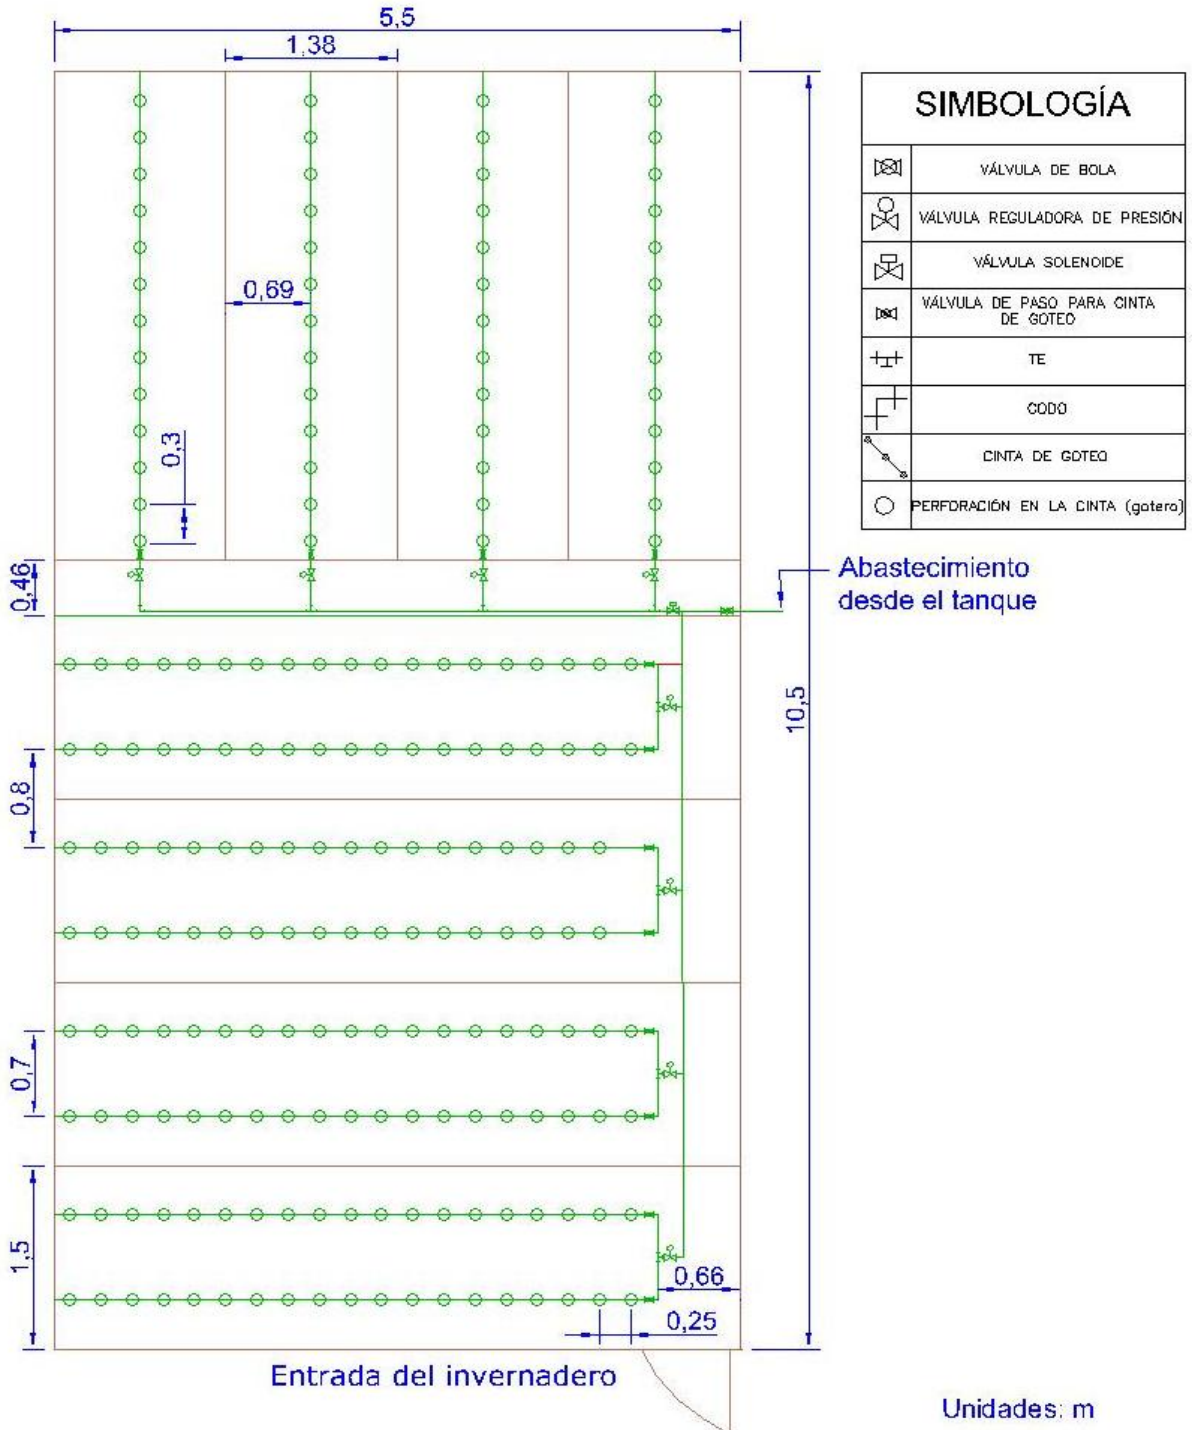 5,5
1,38
SIMBOLOGÍA
VÁLVULA DE BOLA
VÁLVULA REGULADORA DE PRESIÓN
VÁLVULA SOLENOIDE
VÁLVULA DE PASO PARA CINTA
DE GOTEO
TE
CODO
CINTA DE GOTEO
PERFORACIÓN EN LA CINTA (gotero)
0,69
0,3
0,46
Abastecimiento
desde el tanque
10,5
0,8
0,7
1,5
0,66
0,25
Entrada del invernadero
Unidades: m